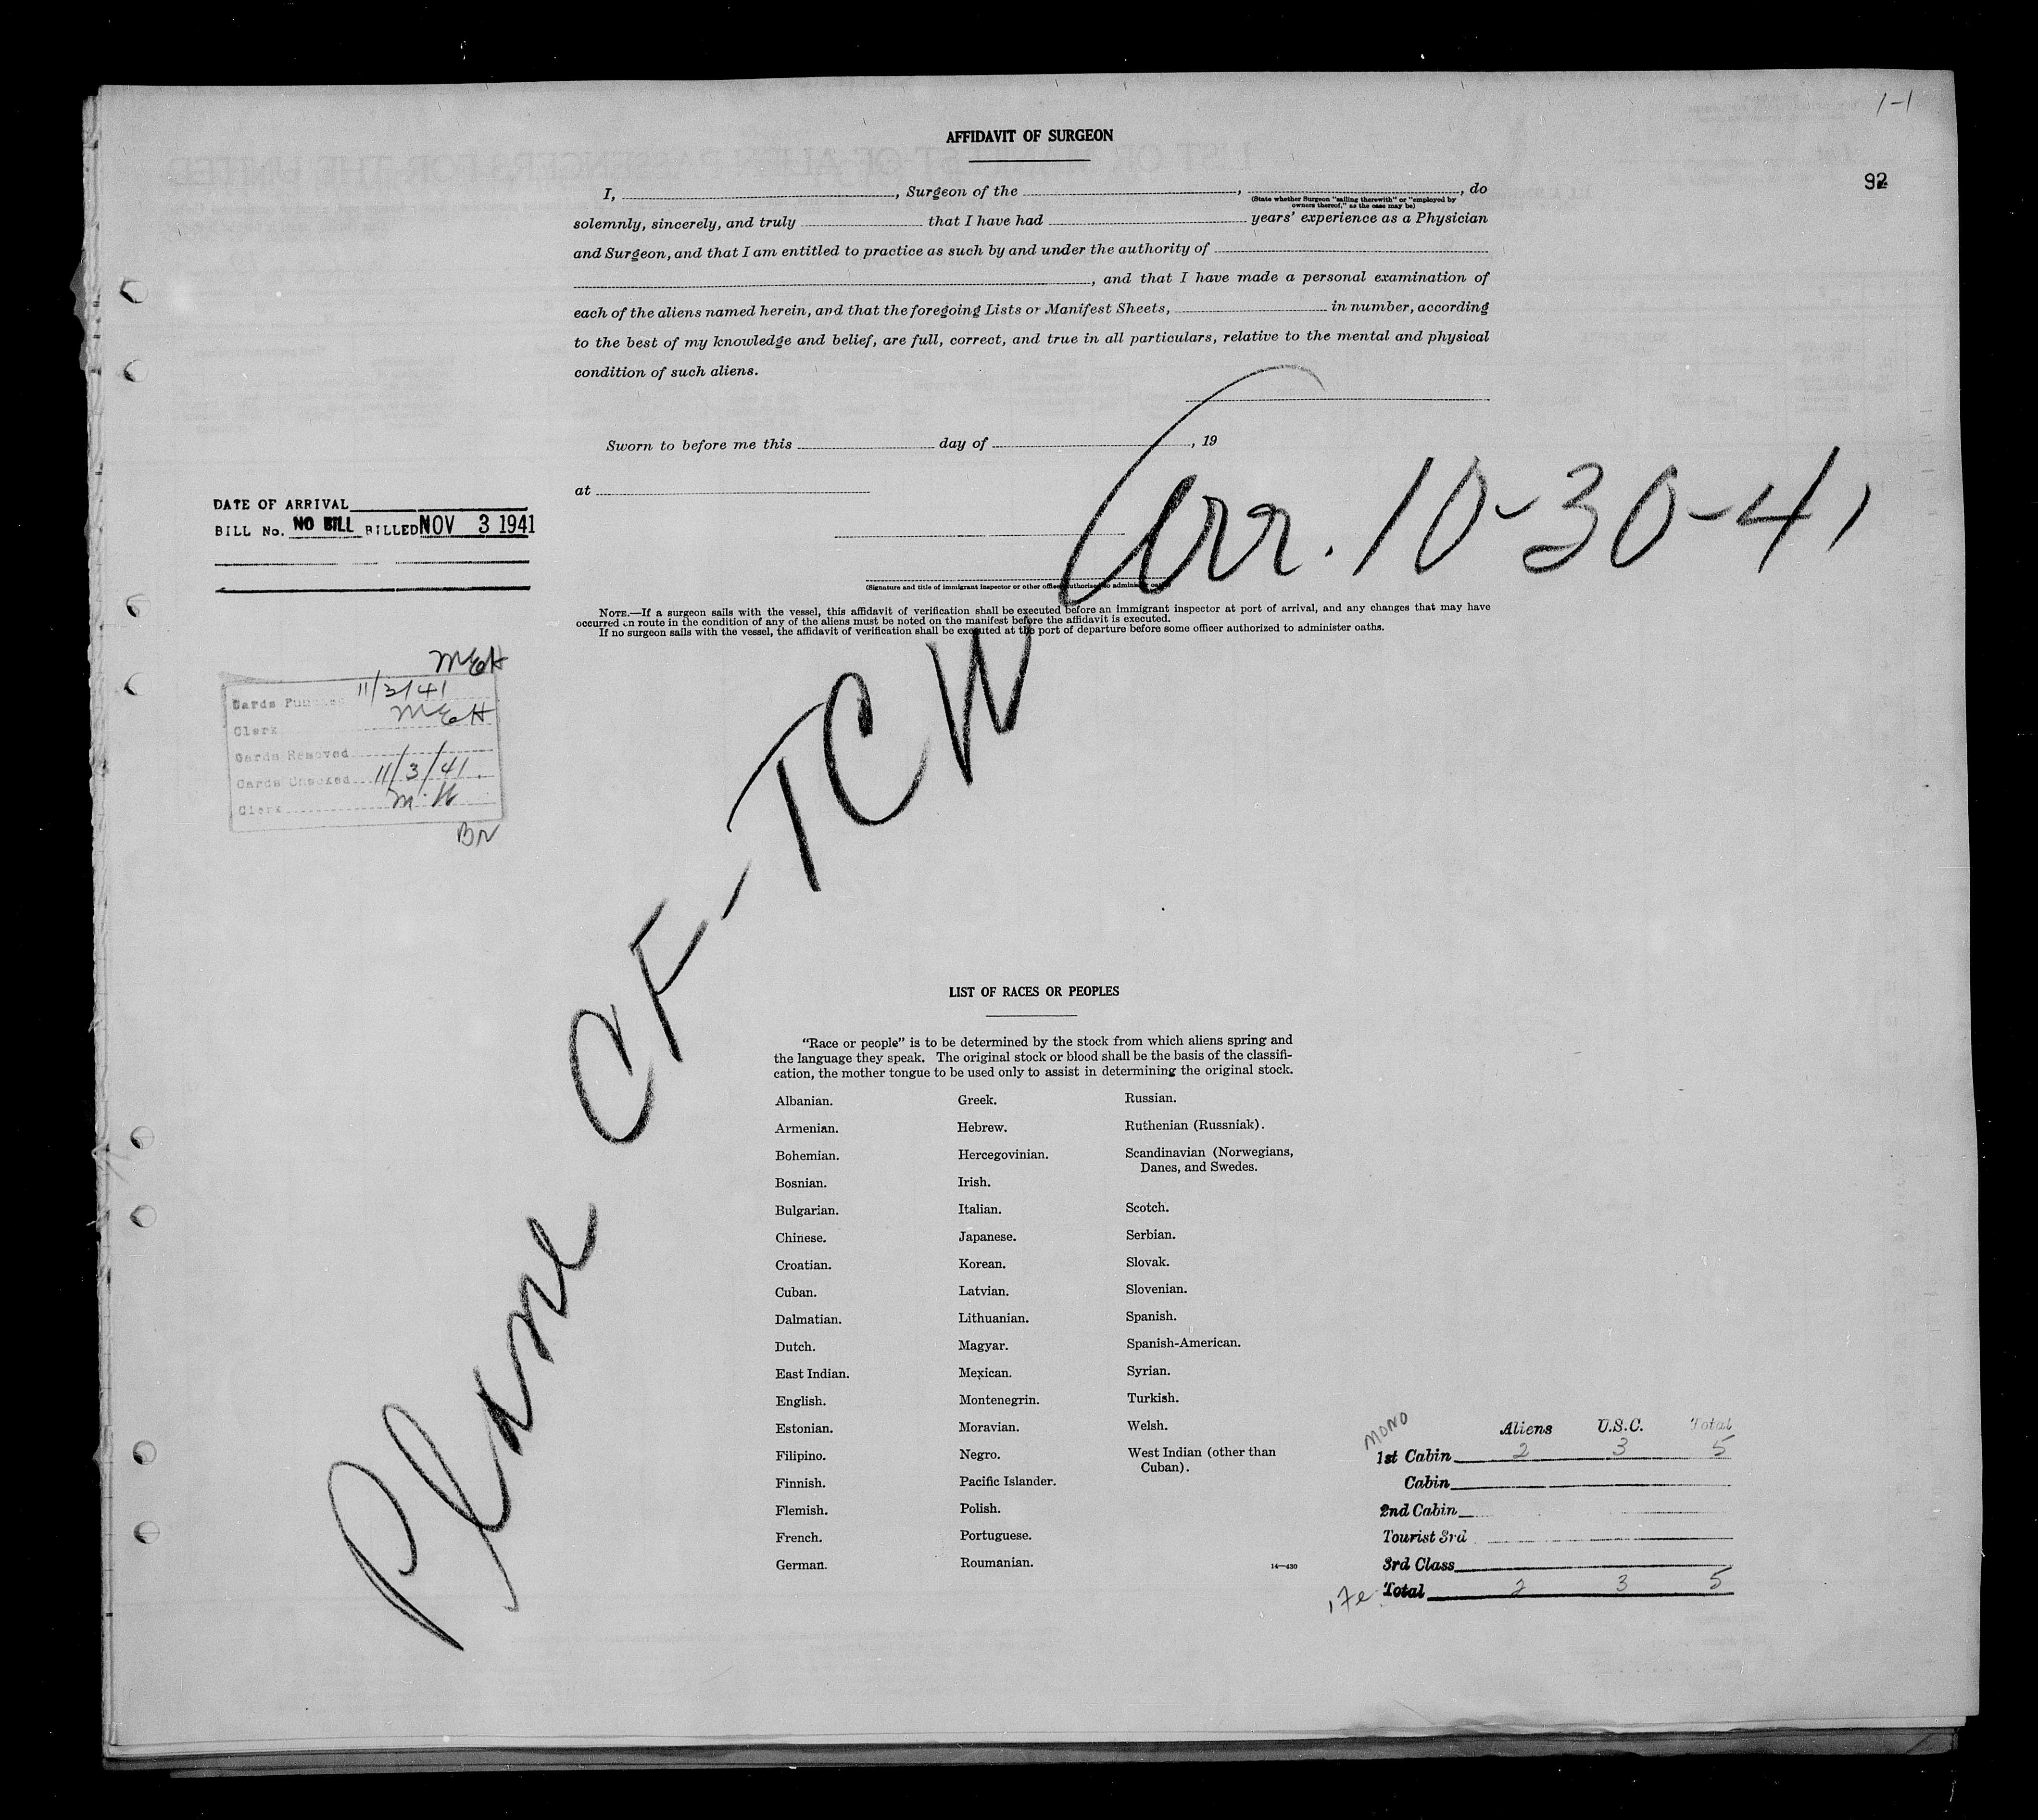 1-1
92
AFFIDAVIT OF SURGEON
I, , Surgeon of the , , do
(State whether Surgeon "sailing therewith" or "employed by
owners thereof," as the case may be)
solemnly, sincerely, and truly that I have had years' experience as a Physician
and Surgeon, and that I am entitled to practice as such by and under the authority of
, and that I have made a personal examination of
each of the aliens named herein, and that the foregoing Lists or Manifest Sheets, in number, according
to the best of my knowledge and belief, are full, correct, and true in all particulars, relative to the mental and physical
condition of such aliens.
Sworn to before me this day of , 19
at
Arr. 10-30-41
DATE OF ARRIVAL
BILL No. NO BILL BILLED NOV 3 1941
(Signature and title of immigrant inspector or other officer authorized to administer oaths)
NOTE.—If a surgeon sails with the vessel, this affidavit of verification shall be executed before an immigrant inspector at port of arrival, and any changes that may have
occurred en route in the condition of any of the aliens must be noted on the manifest before the affidavit is executed.
If no surgeon sails with the vessel, the affidavit of verification shall be executed at the port of departure before some officer authorized to administer oaths.
MEH
Cards Punched 11/3/41
Clerk MEH
Cards Removed
Cards Checked 11/3/41.
Clerk M.H
BN
Plane CF-TCW
LIST OF RACES OR PEOPLES
"Race or people" is to be determined by the stock from which aliens spring and
the language they speak. The original stock or blood shall be the basis of the classifi-
cation, the mother tongue to be used only to assist in determining the original stock.
Albanian.
Armenian.
Bohemian.
Bosnian.
Bulgarian.
Chinese.
Croatian.
Cuban.
Dalmatian.
Dutch.
East Indian.
English.
Estonian.
Filipino.
Finnish.
Flemish.
French.
German.
Greek.
Hebrew.
Hercegovinian.
Irish.
Italian.
Japanese.
Korean.
Latvian.
Lithuanian.
Magyar.
Mexican.
Montenegrin.
Moravian.
Negro.
Pacific Islander.
Polish.
Portuguese.
Roumanian.
Russian.
Ruthenian (Russniak).
Scandinavian (Norwegians,
Danes, and Swedes.
Scotch.
Serbian.
Slovak.
Slovenian.
Spanish.
Spanish-American.
Syrian.
Turkish.
Welsh.
West Indian (other than
Cuban).
14—430
MONO
Aliens U.S.C. Total
1st Cabin 2 3 5
Cabin
2nd Cabin
Tourist 3rd
3rd Class
Total 2 3 5